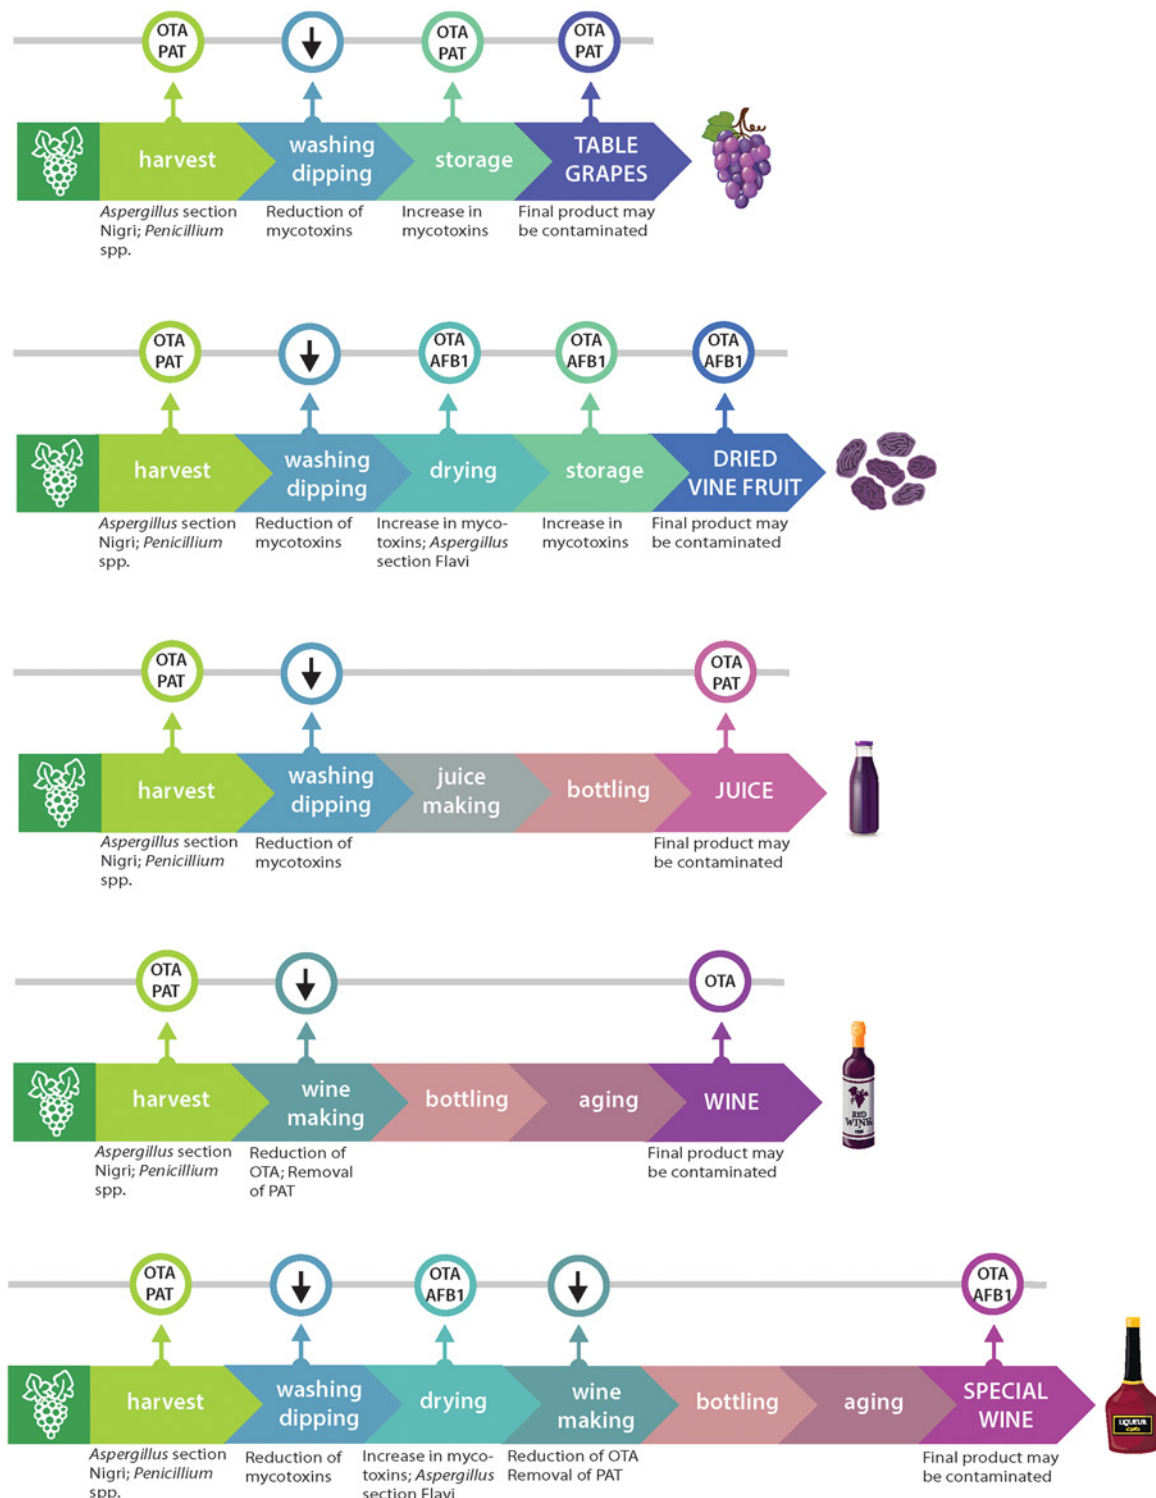 OTA
PAT
OTA
PAT
OTA
PAT
harvest
washing
dipping
storage
TABLE
GRAPES
Aspergillus section
Nigri; Penicillium
spp.
Reduction of
mycotoxins
Increase in
mycotoxins
Final product may
be contaminated
OTA
PAT
OTA
AFB1
OTA
AFB1
OTA
AFB1
harvest
washing
dipping
drying
storage
DRIED
VINE FRUIT
Aspergillus section
Nigri; Penicillium
spp.
Reduction of
mycotoxins
Increase in myco-
toxins; Aspergillus
section Flavi
Increase in
mycotoxins
Final product may
be contaminated
OTA
PAT
OTA
PAT
harvest
washing
dipping
juice
making
bottling
JUICE
Aspergillus section
Nigri; Penicillium
spp.
Reduction of
mycotoxins
Final product may
be contaminated
OTA
PAT
OTA
harvest
wine
making
bottling
aging
WINE
RED
WINE
Aspergillus section
Nigri; Penicillium
spp.
Reduction of
OTA; Removal
of PAT
Final product may
be contaminated
OTA
PAT
OTA
AFB1
OTA
AFB1
harvest
washing
dipping
drying
wine
making
bottling
aging
SPECIAL
WINE
LIQUEUR
Aspergillus section
Nigri; Penicillium
spp.
Reduction of
mycotoxins
Increase in myco-
toxins; Aspergillus
section Flavi
Reduction of OTA
Removal of PAT
Final product may
be contaminated